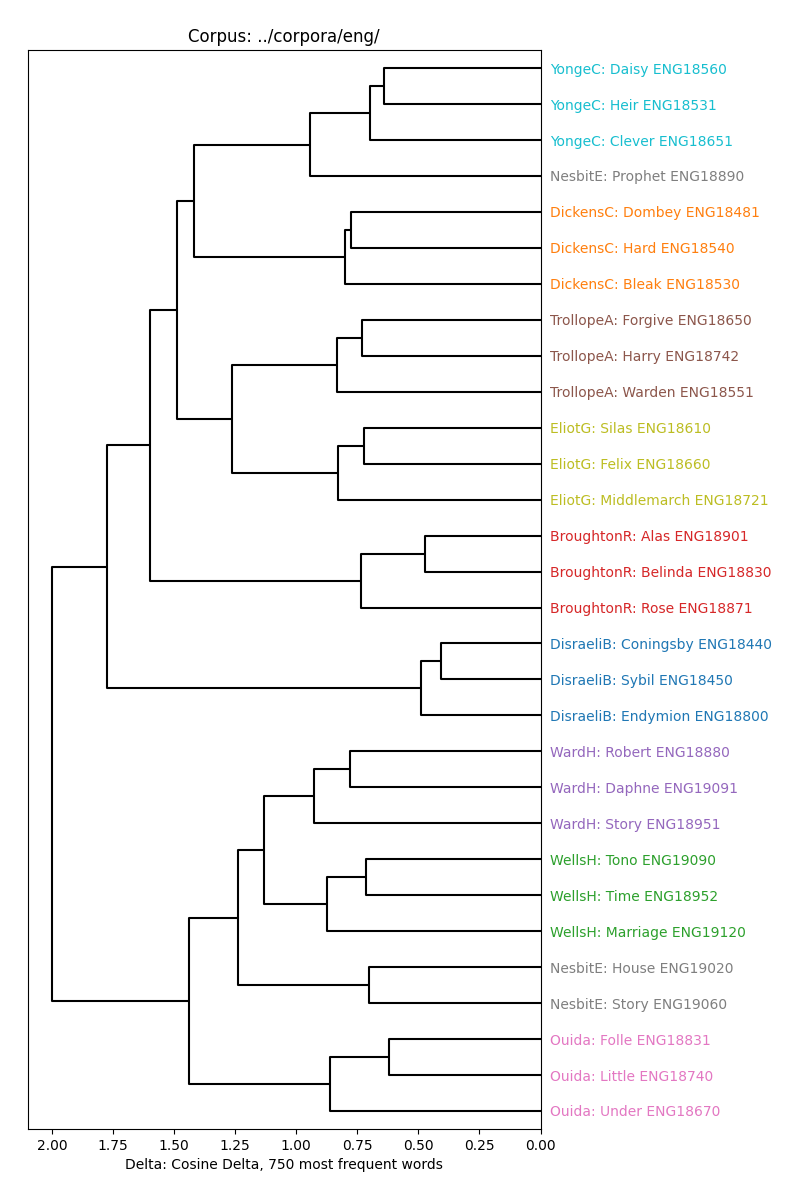 Corpus: ../corpora/eng/
YongeC: Daisy ENG18560
YongeC: Heir ENG18531
YongeC: Clever ENG18651
NesbitE: Prophet ENG18890
DickensC: Dombey ENG18481
DickensC: Hard ENG18540
DickensC: Bleak ENG18530
TrollopeA: Forgive ENG18650
TrollopeA: Harry ENG18742
TrollopeA: Warden ENG18551
EliotG: Silas ENG18610
EliotG: Felix ENG18660
EliotG: Middlemarch ENG18721
BroughtonR: Alas ENG18901
BroughtonR: Belinda ENG18830
BroughtonR: Rose ENG18871
DisraeliB: Coningsby ENG18440
DisraeliB: Sybil ENG18450
DisraeliB: Endymion ENG18800
WardH: Robert ENG18880
WardH: Daphne ENG19091
WardH: Story ENG18951
WellsH: Tono ENG19090
WellsH: Time ENG18952
WellsH: Marriage ENG19120
NesbitE: House ENG19020
NesbitE: Story ENG19060
Ouida: Folle ENG18831
Ouida: Little ENG18740
Ouida: Under ENG18670
2.00 1.75 1.50 1.25 1.00 0.75 0.50 0.25 0.00
Delta: Cosine Delta, 750 most frequent words